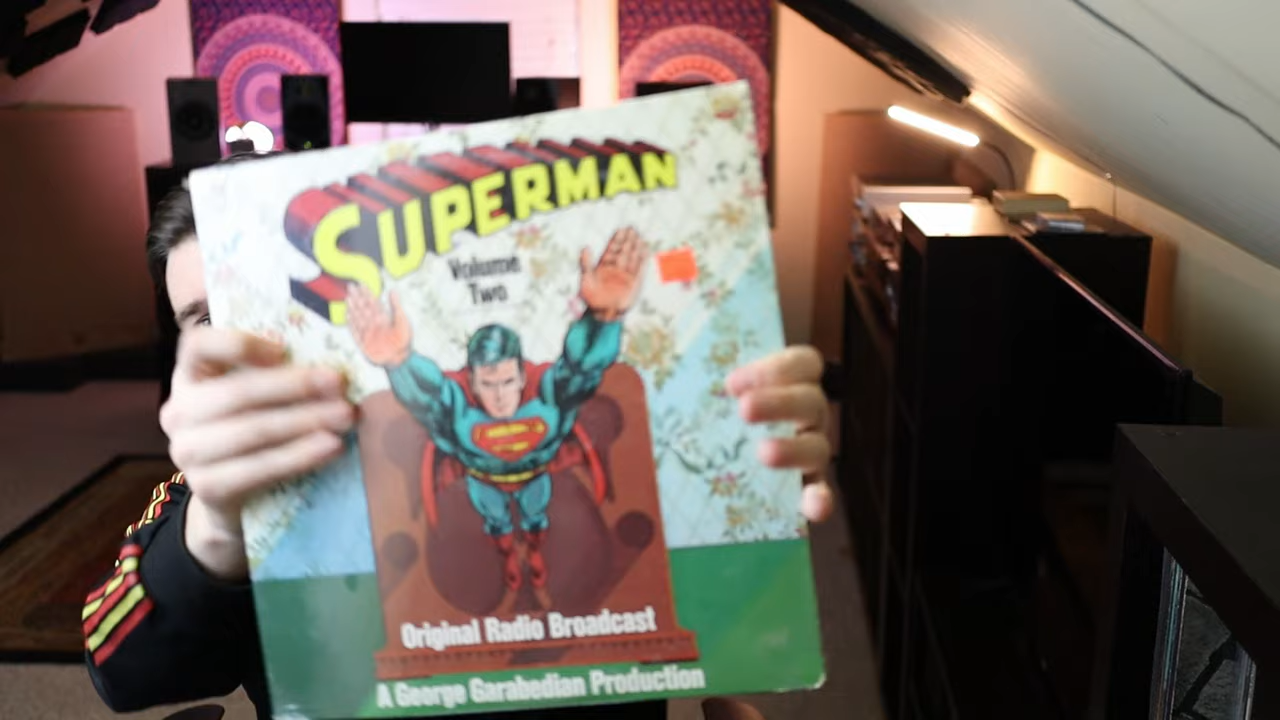 SUPERMAN
Volume
Two
Original Radio Broadcast
A George Garabedian Production